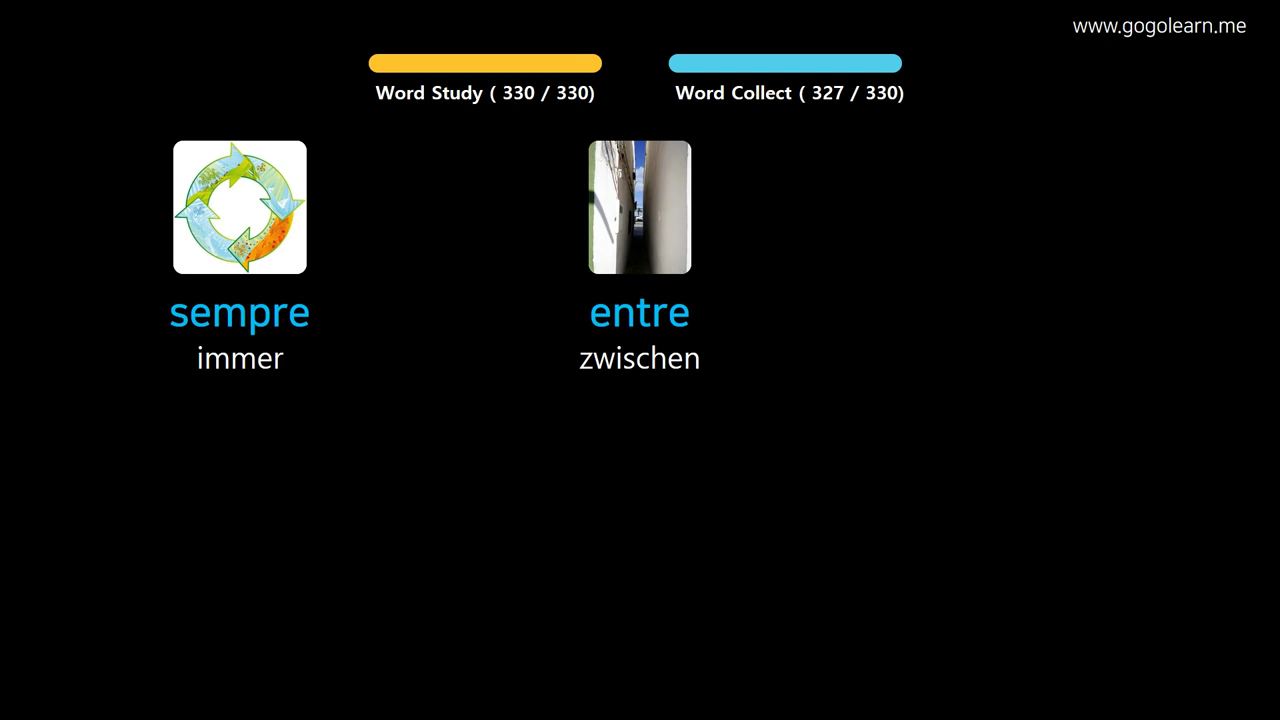 www.gogolearn.me
Word Study ( 330 / 330)
Word Collect ( 327 / 330)
sempre
immer
entre
zwischen